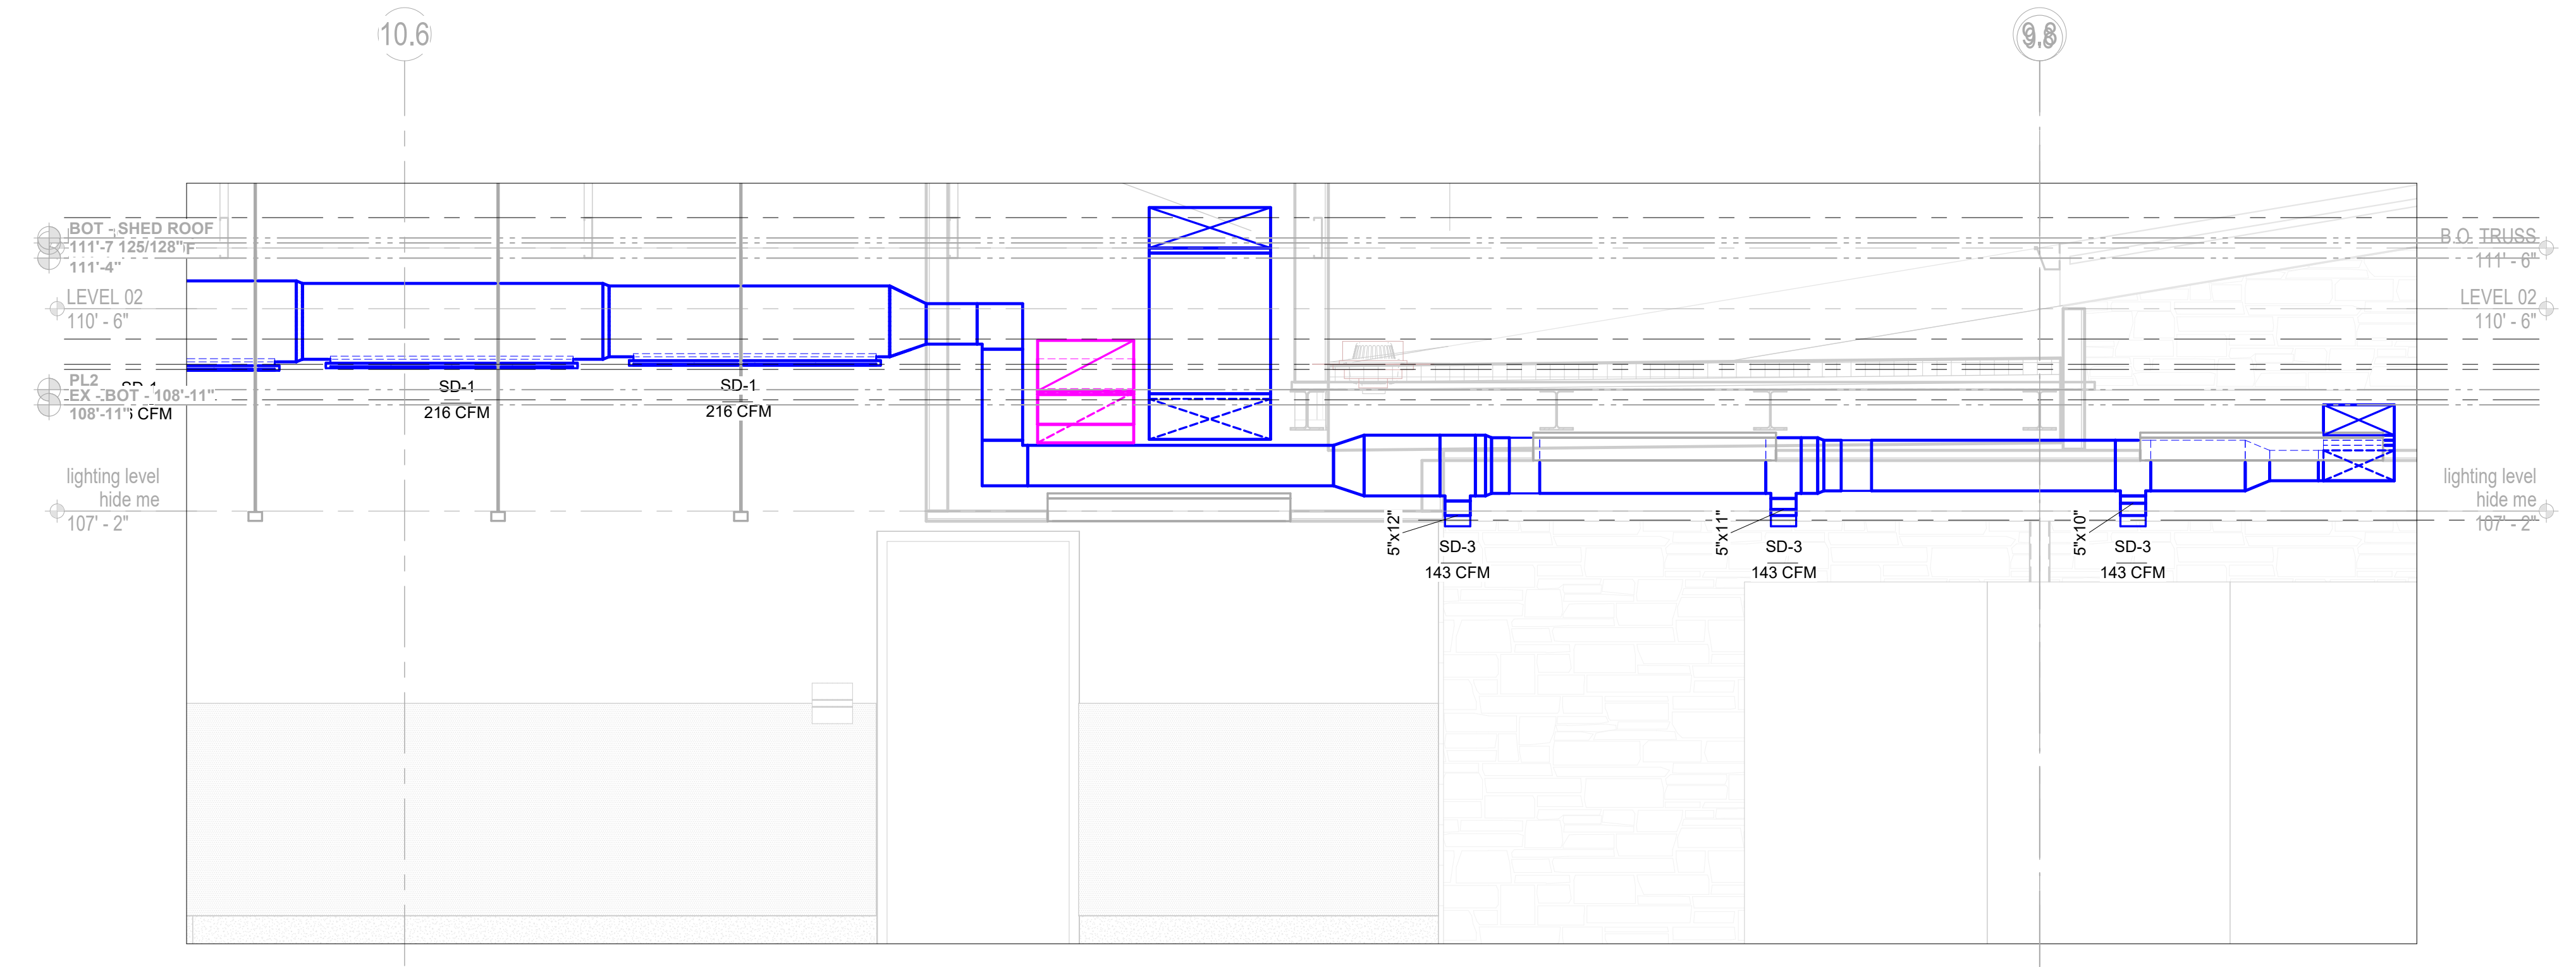 10.6
9.8
BOT - SHED ROOF
111'-7 125/128"
111'-4"
LEVEL 02
110' - 6"
PL2
EX - BOT - 108'-11"
108'-11"
CFM
SD-1
216 CFM
SD-1
216 CFM
lighting level
hide me
107' - 2"
B.O. TRUSS
111' - 6"
LEVEL 02
110' - 6"
lighting level
hide me
107' - 2"
5"x12"
SD-3
143 CFM
5"x11"
SD-3
143 CFM
5"x10"
SD-3
143 CFM